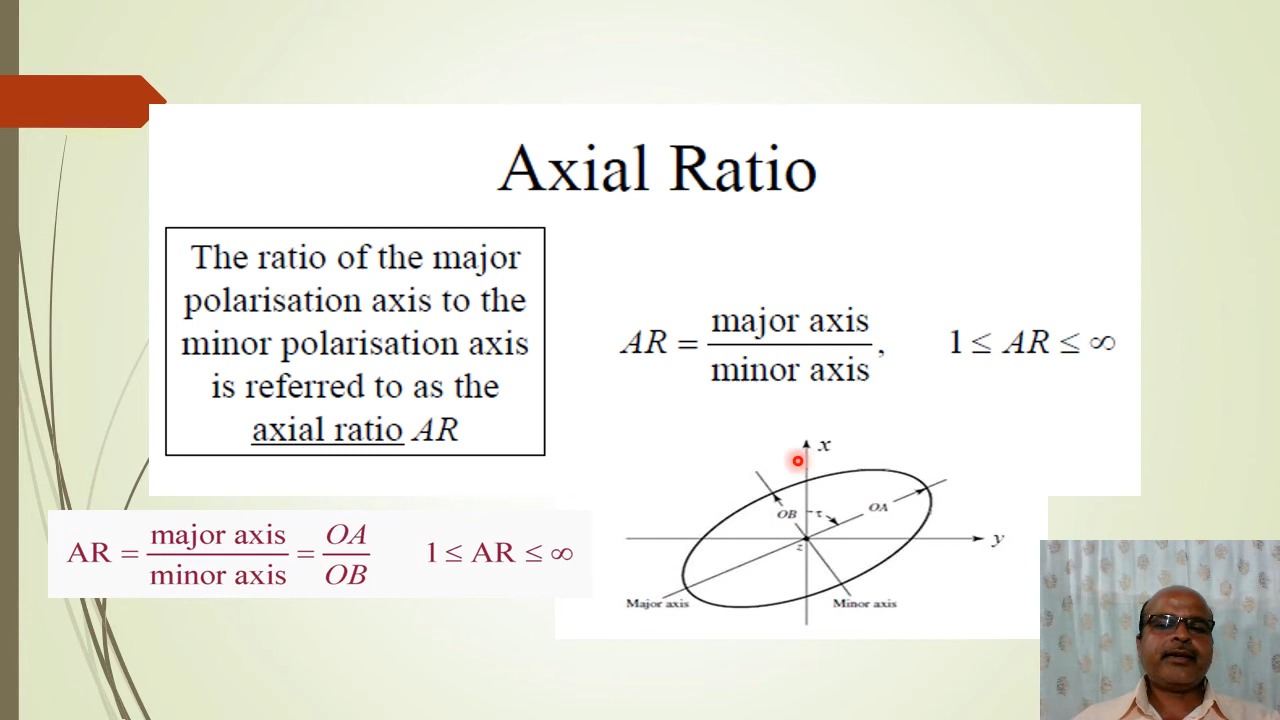 Axial Ratio
The ratio of the major
polarisation axis to the
minor polarisation axis
is referred to as the
axial ratio AR
AR = major axis / minor axis, 1 ≤ AR ≤ ∞
x
OB τ OA
z y
Major axis Minor axis
AR = major axis / minor axis = OA / OB 1 ≤ AR ≤ ∞